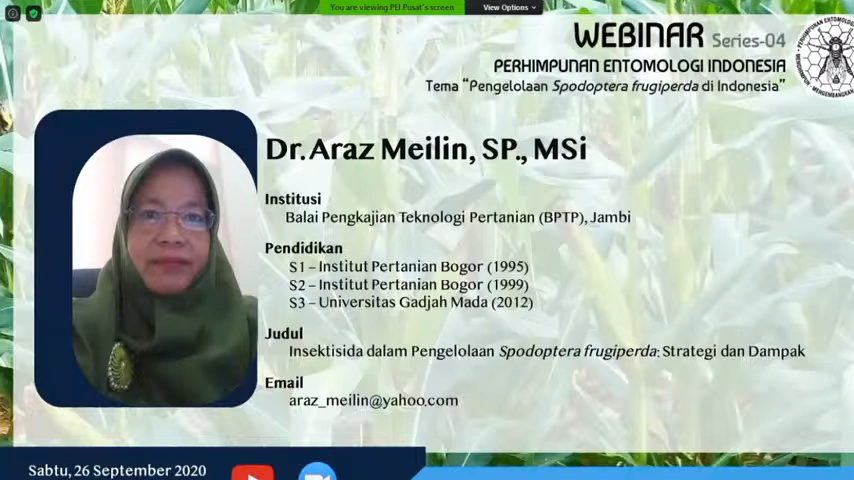 You are viewing PEI Pusat's screen
View Options
WEBINAR Series-04
PERHIMPUNAN ENTOMOLOGI INDONESIA
Tema “Pengelolaan Spodoptera frugiperda di Indonesia”
Dr. Araz Meilin, SP., MSi
Institusi
Balai Pengkajian Teknologi Pertanian (BPTP), Jambi
Pendidikan
S1 – Institut Pertanian Bogor (1995)
S2 – Institut Pertanian Bogor (1999)
S3 – Universitas Gadjah Mada (2012)
Judul
Insektisida dalam Pengelolaan Spodoptera frugiperda: Strategi dan Dampak
Email
araz_meilin@yahoo.com
Sabtu, 26 September 2020